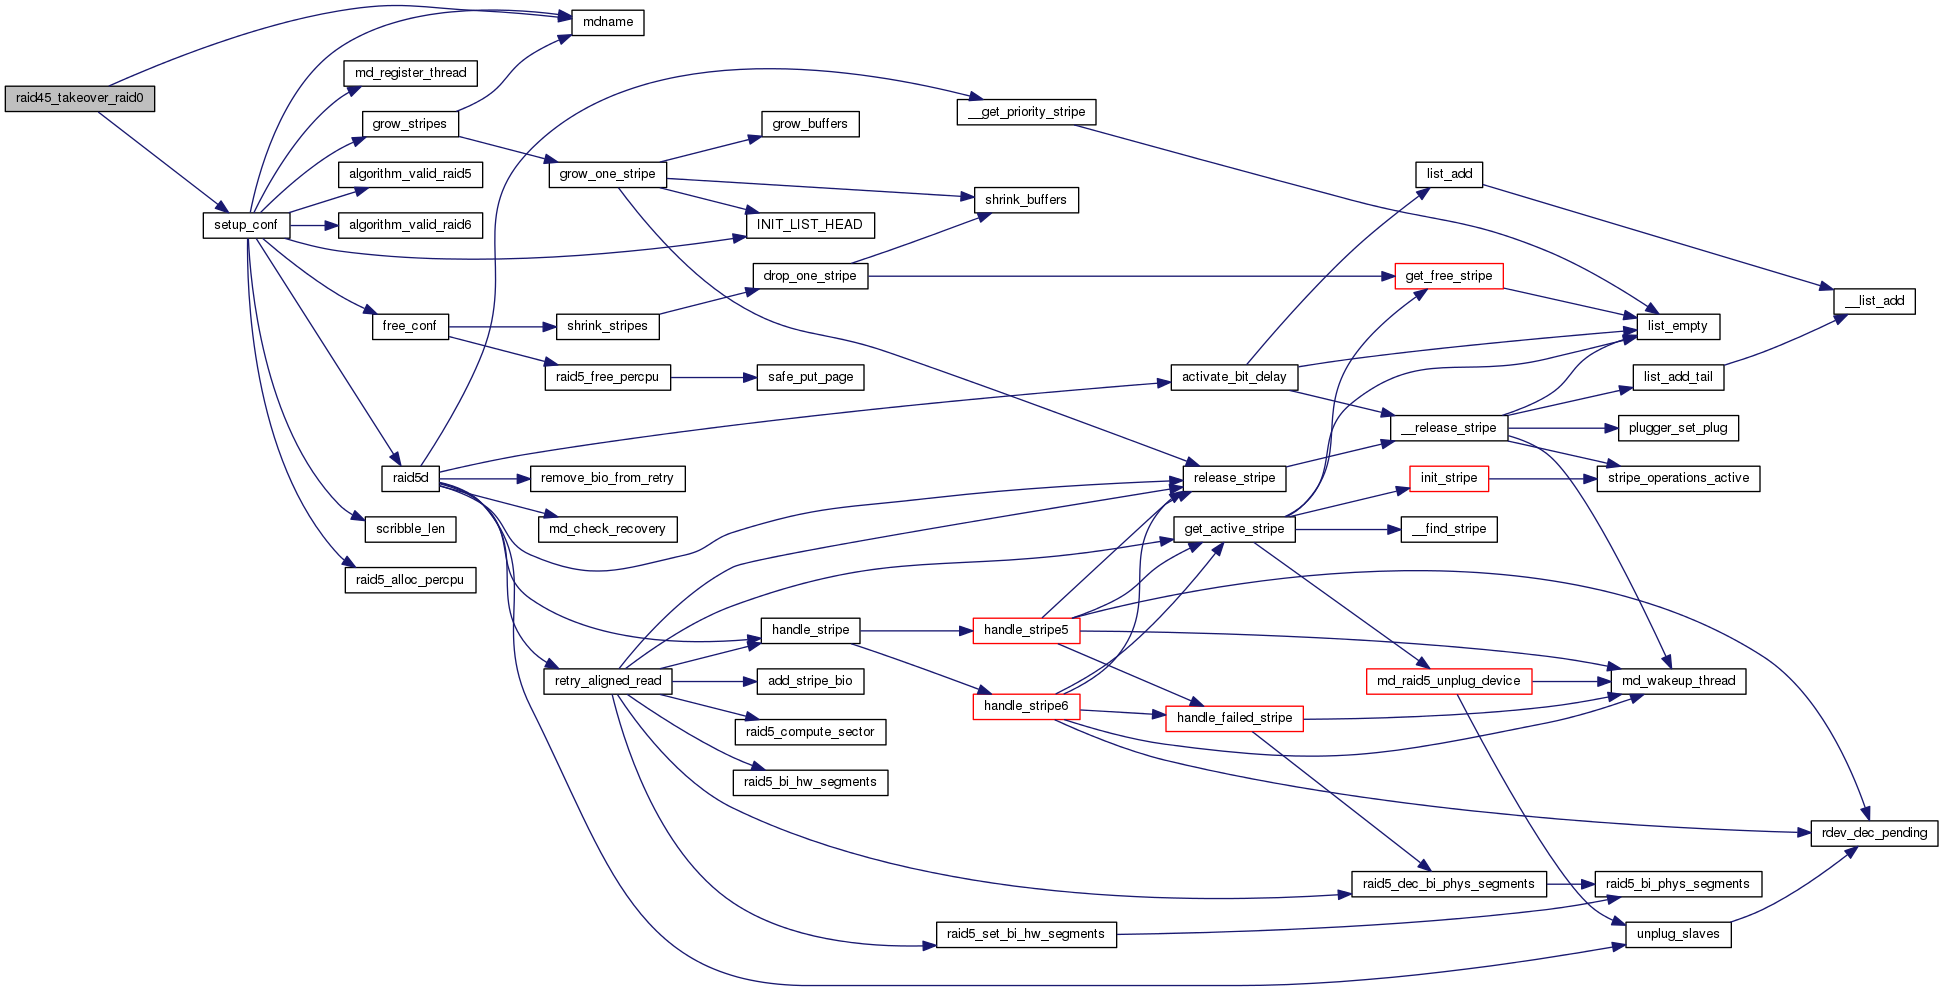 raid45_takeover_raid0
setup_conf
mdname
md_register_thread
grow_stripes
algorithm_valid_raid5
algorithm_valid_raid6
free_conf
raid5d
scribble_len
raid5_alloc_percpu
grow_one_stripe
shrink_stripes
raid5_free_percpu
remove_bio_from_retry
md_check_recovery
retry_aligned_read
grow_buffers
INIT_LIST_HEAD
drop_one_stripe
safe_put_page
handle_stripe
add_stripe_bio
raid5_compute_sector
raid5_bi_hw_segments
__get_priority_stripe
shrink_buffers
handle_stripe5
handle_stripe6
raid5_set_bi_hw_segments
activate_bit_delay
release_stripe
get_active_stripe
handle_failed_stripe
list_add
get_free_stripe
__release_stripe
init_stripe
__find_stripe
md_raid5_unplug_device
raid5_dec_bi_phys_segments
list_empty
list_add_tail
plugger_set_plug
stripe_operations_active
md_wakeup_thread
raid5_bi_phys_segments
unplug_slaves
__list_add
rdev_dec_pending